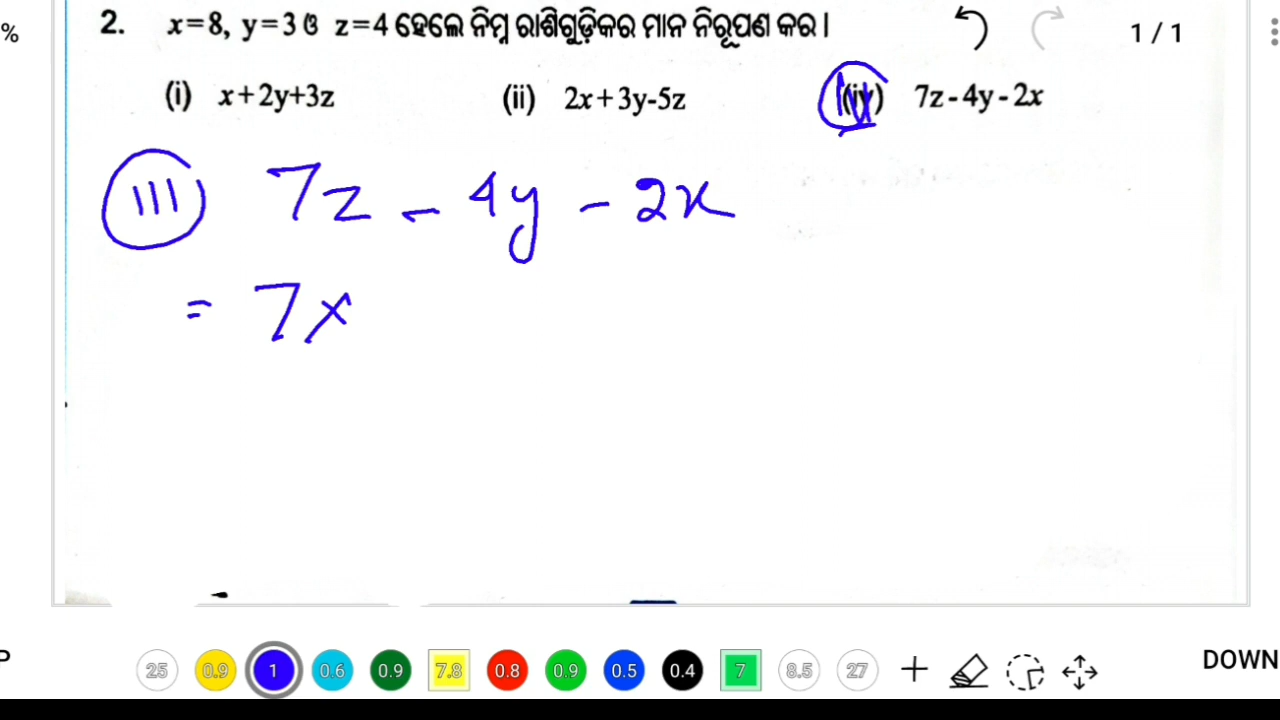 %
2. x=8, y=3 ଓ z=4 ହେଲେ ନିମ୍ନ ରାଶିଗୁଡ଼ିକର ମାନ ନିରୂପଣ କର ।
1 / 1
(i) x+2y+3z (ii) 2x+3y-5z (iv) 7z-4y-2x
III 7z - 4y - 2x
= 7 ×
25 0.9 1 0.6 0.9 7.8 0.8 0.9 0.5 0.4 7 8.5 27 + DOWN